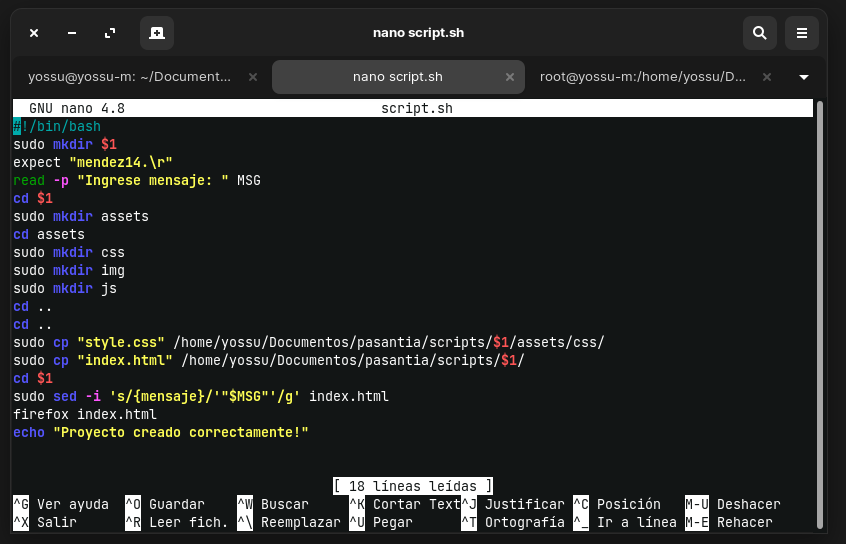 nano script.sh
yossu@yossu-m: ~/Document...
nano script.sh
root@yossu-m:/home/yossu/D...
GNU nano 4.8 script.sh
#!/bin/bash
sudo mkdir $1
expect "mendez14.\r"
read -p "Ingrese mensaje: " MSG
cd $1
sudo mkdir assets
cd assets
sudo mkdir css
sudo mkdir img
sudo mkdir js
cd ..
cd ..
sudo cp "style.css" /home/yossu/Documentos/pasantia/scripts/$1/assets/css/
sudo cp "index.html" /home/yossu/Documentos/pasantia/scripts/$1/
cd $1
sudo sed -i 's/{mensaje}/'"$MSG"'/g' index.html
firefox index.html
echo "Proyecto creado correctamente!"
[ 18 líneas leídas ]
^G Ver ayuda ^O Guardar ^W Buscar ^K Cortar Text^J Justificar ^C Posición M-U Deshacer
^X Salir ^R Leer fich. ^\ Reemplazar ^U Pegar ^T Ortografía ^_ Ir a línea M-E Rehacer